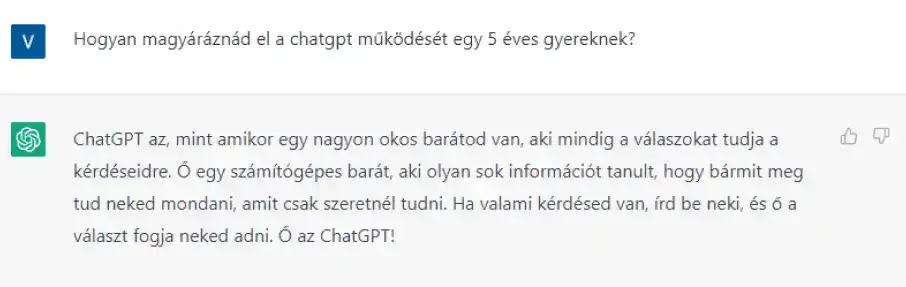 V
Hogyan magyaráznád el a chatgpt működését egy 5 éves gyereknek?
ChatGPT az, mint amikor egy nagyon okos barátod van, aki mindig a válaszokat tudja a
kérdéseidre. Ő egy számítógépes barát, aki olyan sok információt tanult, hogy bármit meg
tud neked mondani, amit csak szeretnél tudni. Ha valami kérdésed van, írd be neki, és ő a
választ fogja neked adni. Ő az ChatGPT!